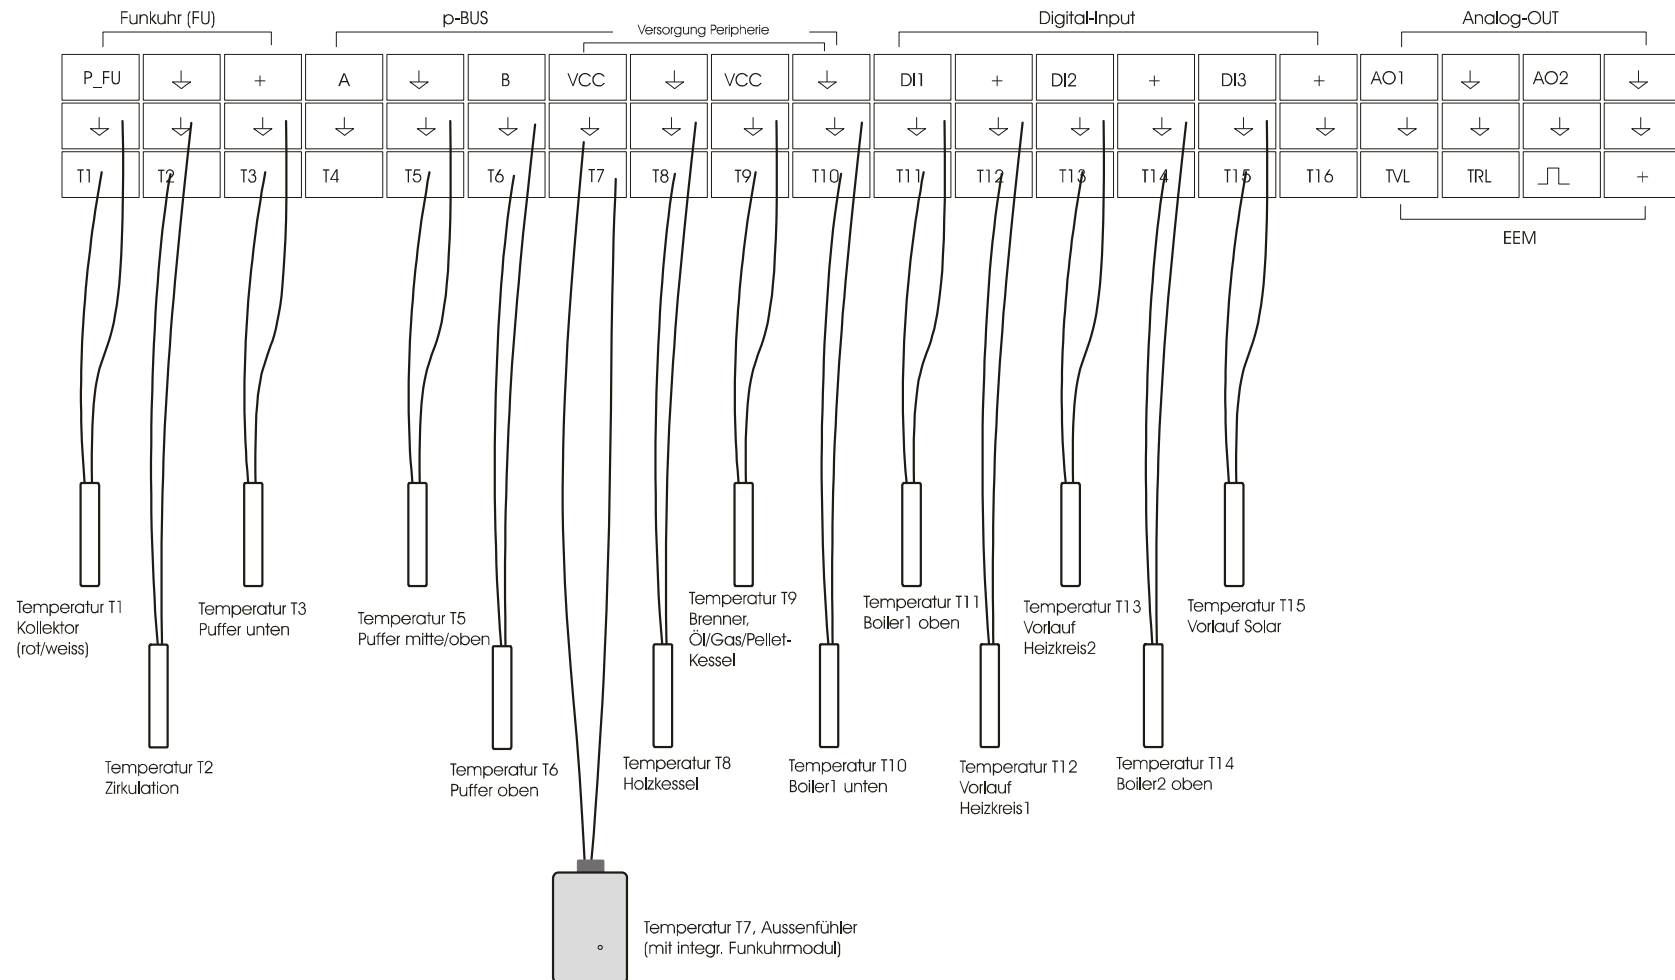 Funkuhr (FU) p-BUS Digital-Input Analog-OUT
Versorgung Peripherie
P_FU + A B VCC VCC DI1 + DI2 + DI3 + AO1 AO2
T1 T2 T3 T4 T5 T6 T7 T8 T9 T10 T11 T12 T13 T14 T15 T16 TVL TRL +
EEM
Temperatur T1
Kollektor
(rot/weiss)
Temperatur T2
Zirkulation
Temperatur T3
Puffer unten
Temperatur T5
Puffer mitte/oben
Temperatur T6
Puffer oben
Temperatur T7, Aussenfühler
(mit integr. Funkuhrmodul)
Temperatur T8
Holzkessel
Temperatur T9
Brenner,
Öl/Gas/Pellet-
Kessel
Temperatur T10
Boiler1 unten
Temperatur T11
Boiler1 oben
Temperatur T12
Vorlauf
Heizkreis1
Temperatur T13
Vorlauf
Heizkreis2
Temperatur T14
Boiler2 oben
Temperatur T15
Vorlauf Solar